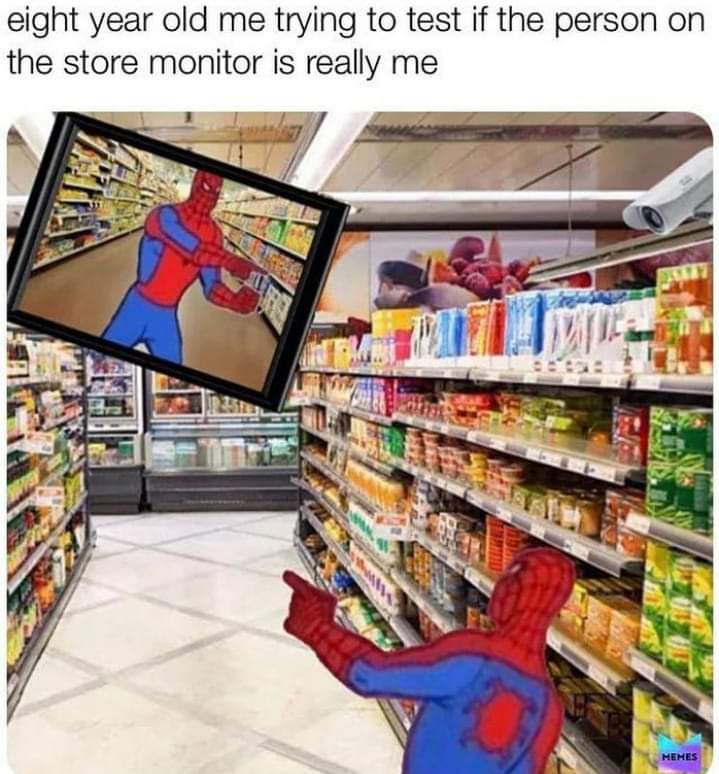 eight year old me trying to test if the person on
the store monitor is really me
MEMES